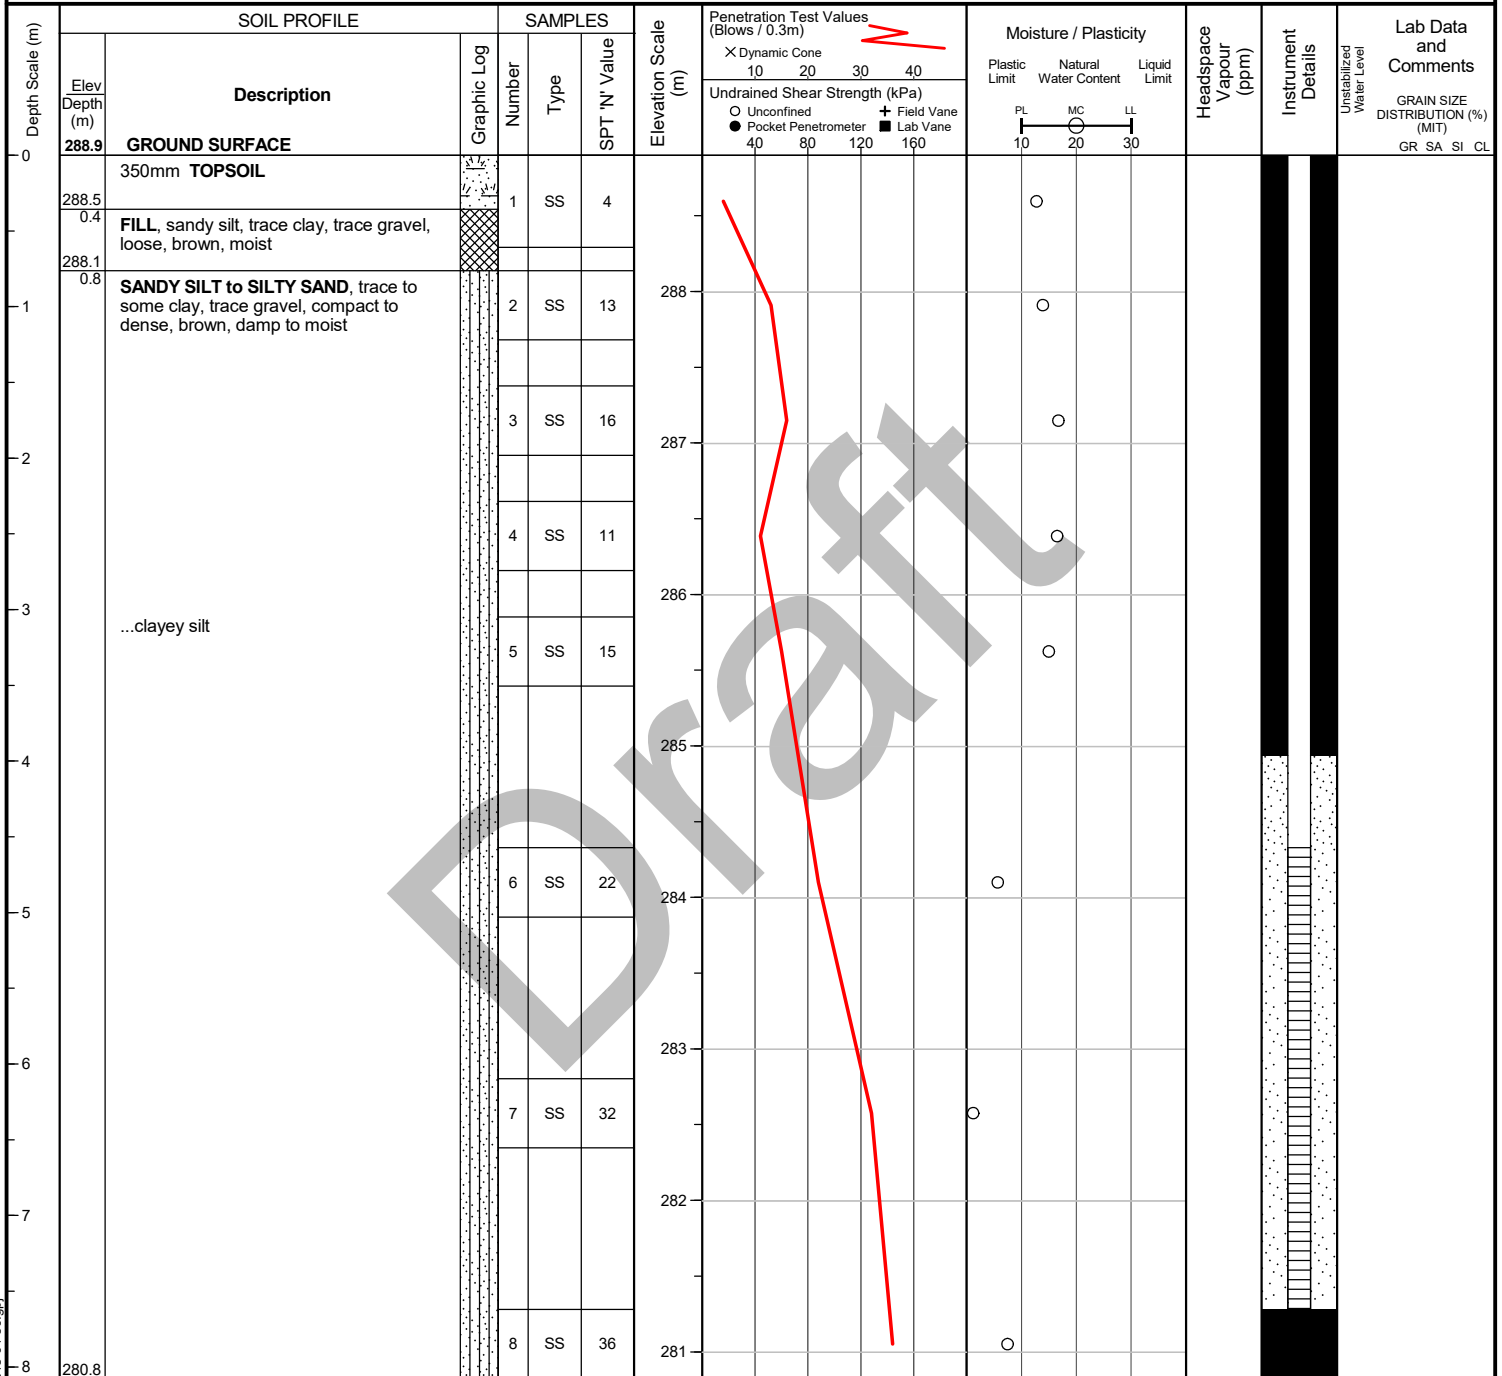 SOIL PROFILE
SAMPLES
Depth Scale (m)
Elev
Depth
(m)
Description
Graphic Log
Number
Type
SPT 'N' Value
Elevation Scale
(m)
Penetration Test Values
(Blows / 0.3m)
× Dynamic Cone
10 20 30 40
Undrained Shear Strength (kPa)
Unconfined
Field Vane
Pocket Penetrometer
Lab Vane
40 80 120 160
Moisture / Plasticity
Plastic
Limit
Natural
Water Content
Liquid
Limit
PL MC LL
10 20 30
Headspace
Vapour
(ppm)
Instrument
Details
Unstabilized
Water Level
Lab Data
and
Comments
GRAIN SIZE
DISTRIBUTION (%)
(MIT)
GR SA SI CL
288.9 GROUND SURFACE
0
350mm TOPSOIL
288.5
0.4
FILL, sandy silt, trace clay, trace gravel,
loose, brown, moist
1 SS 4
288.1
0.8
SANDY SILT to SILTY SAND, trace to
some clay, trace gravel, compact to
dense, brown, damp to moist
288
1
2 SS 13
3 SS 16
287
2
4 SS 11
286
3
...clayey silt
5 SS 15
285
4
6 SS 22
284
5
283
6
7 SS 32
282
7
8 SS 36
281
8
280.8
Draft